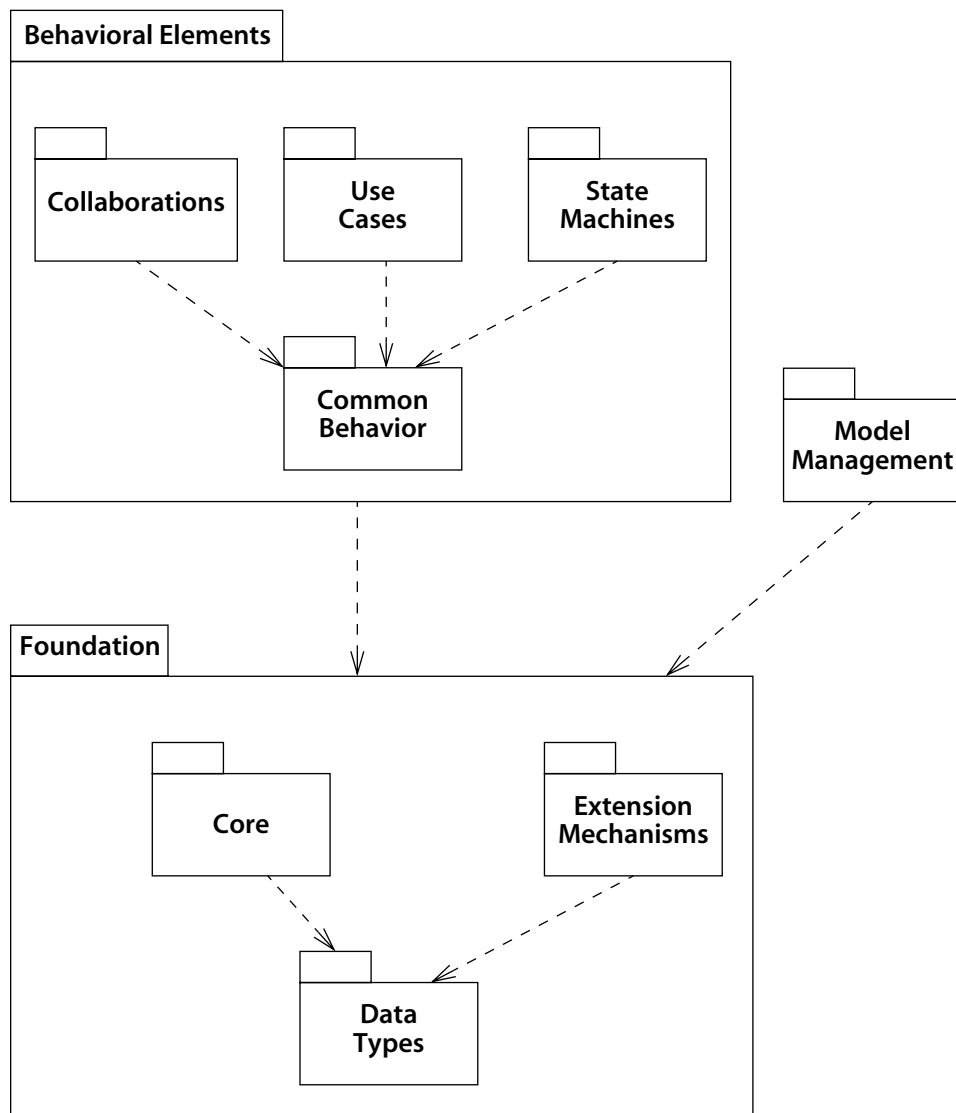 Behavioral Elements
Collaborations
Use
Cases
State
Machines
Common
Behavior
Model
Management
Foundation
Core
Extension
Mechanisms
Data
Types